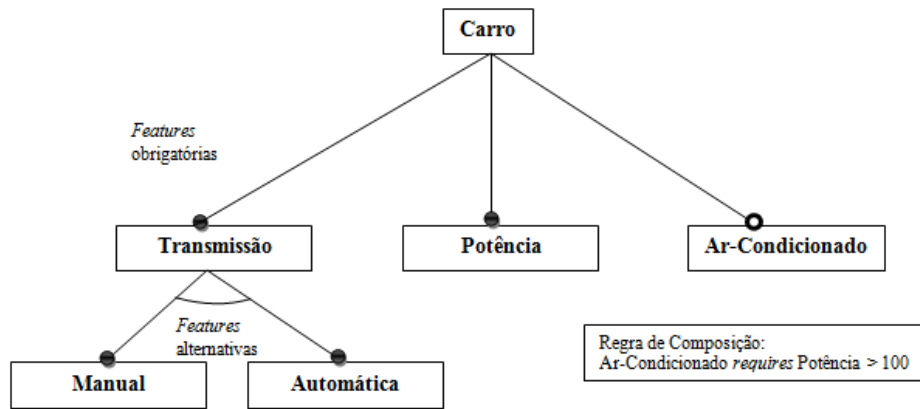 Carro
Features
obrigatórias
Transmissão
Potência
Ar-Condicionado
Features
alternativas
Manual
Automática
Regra de Composição:
Ar-Condicionado requires Potência > 100